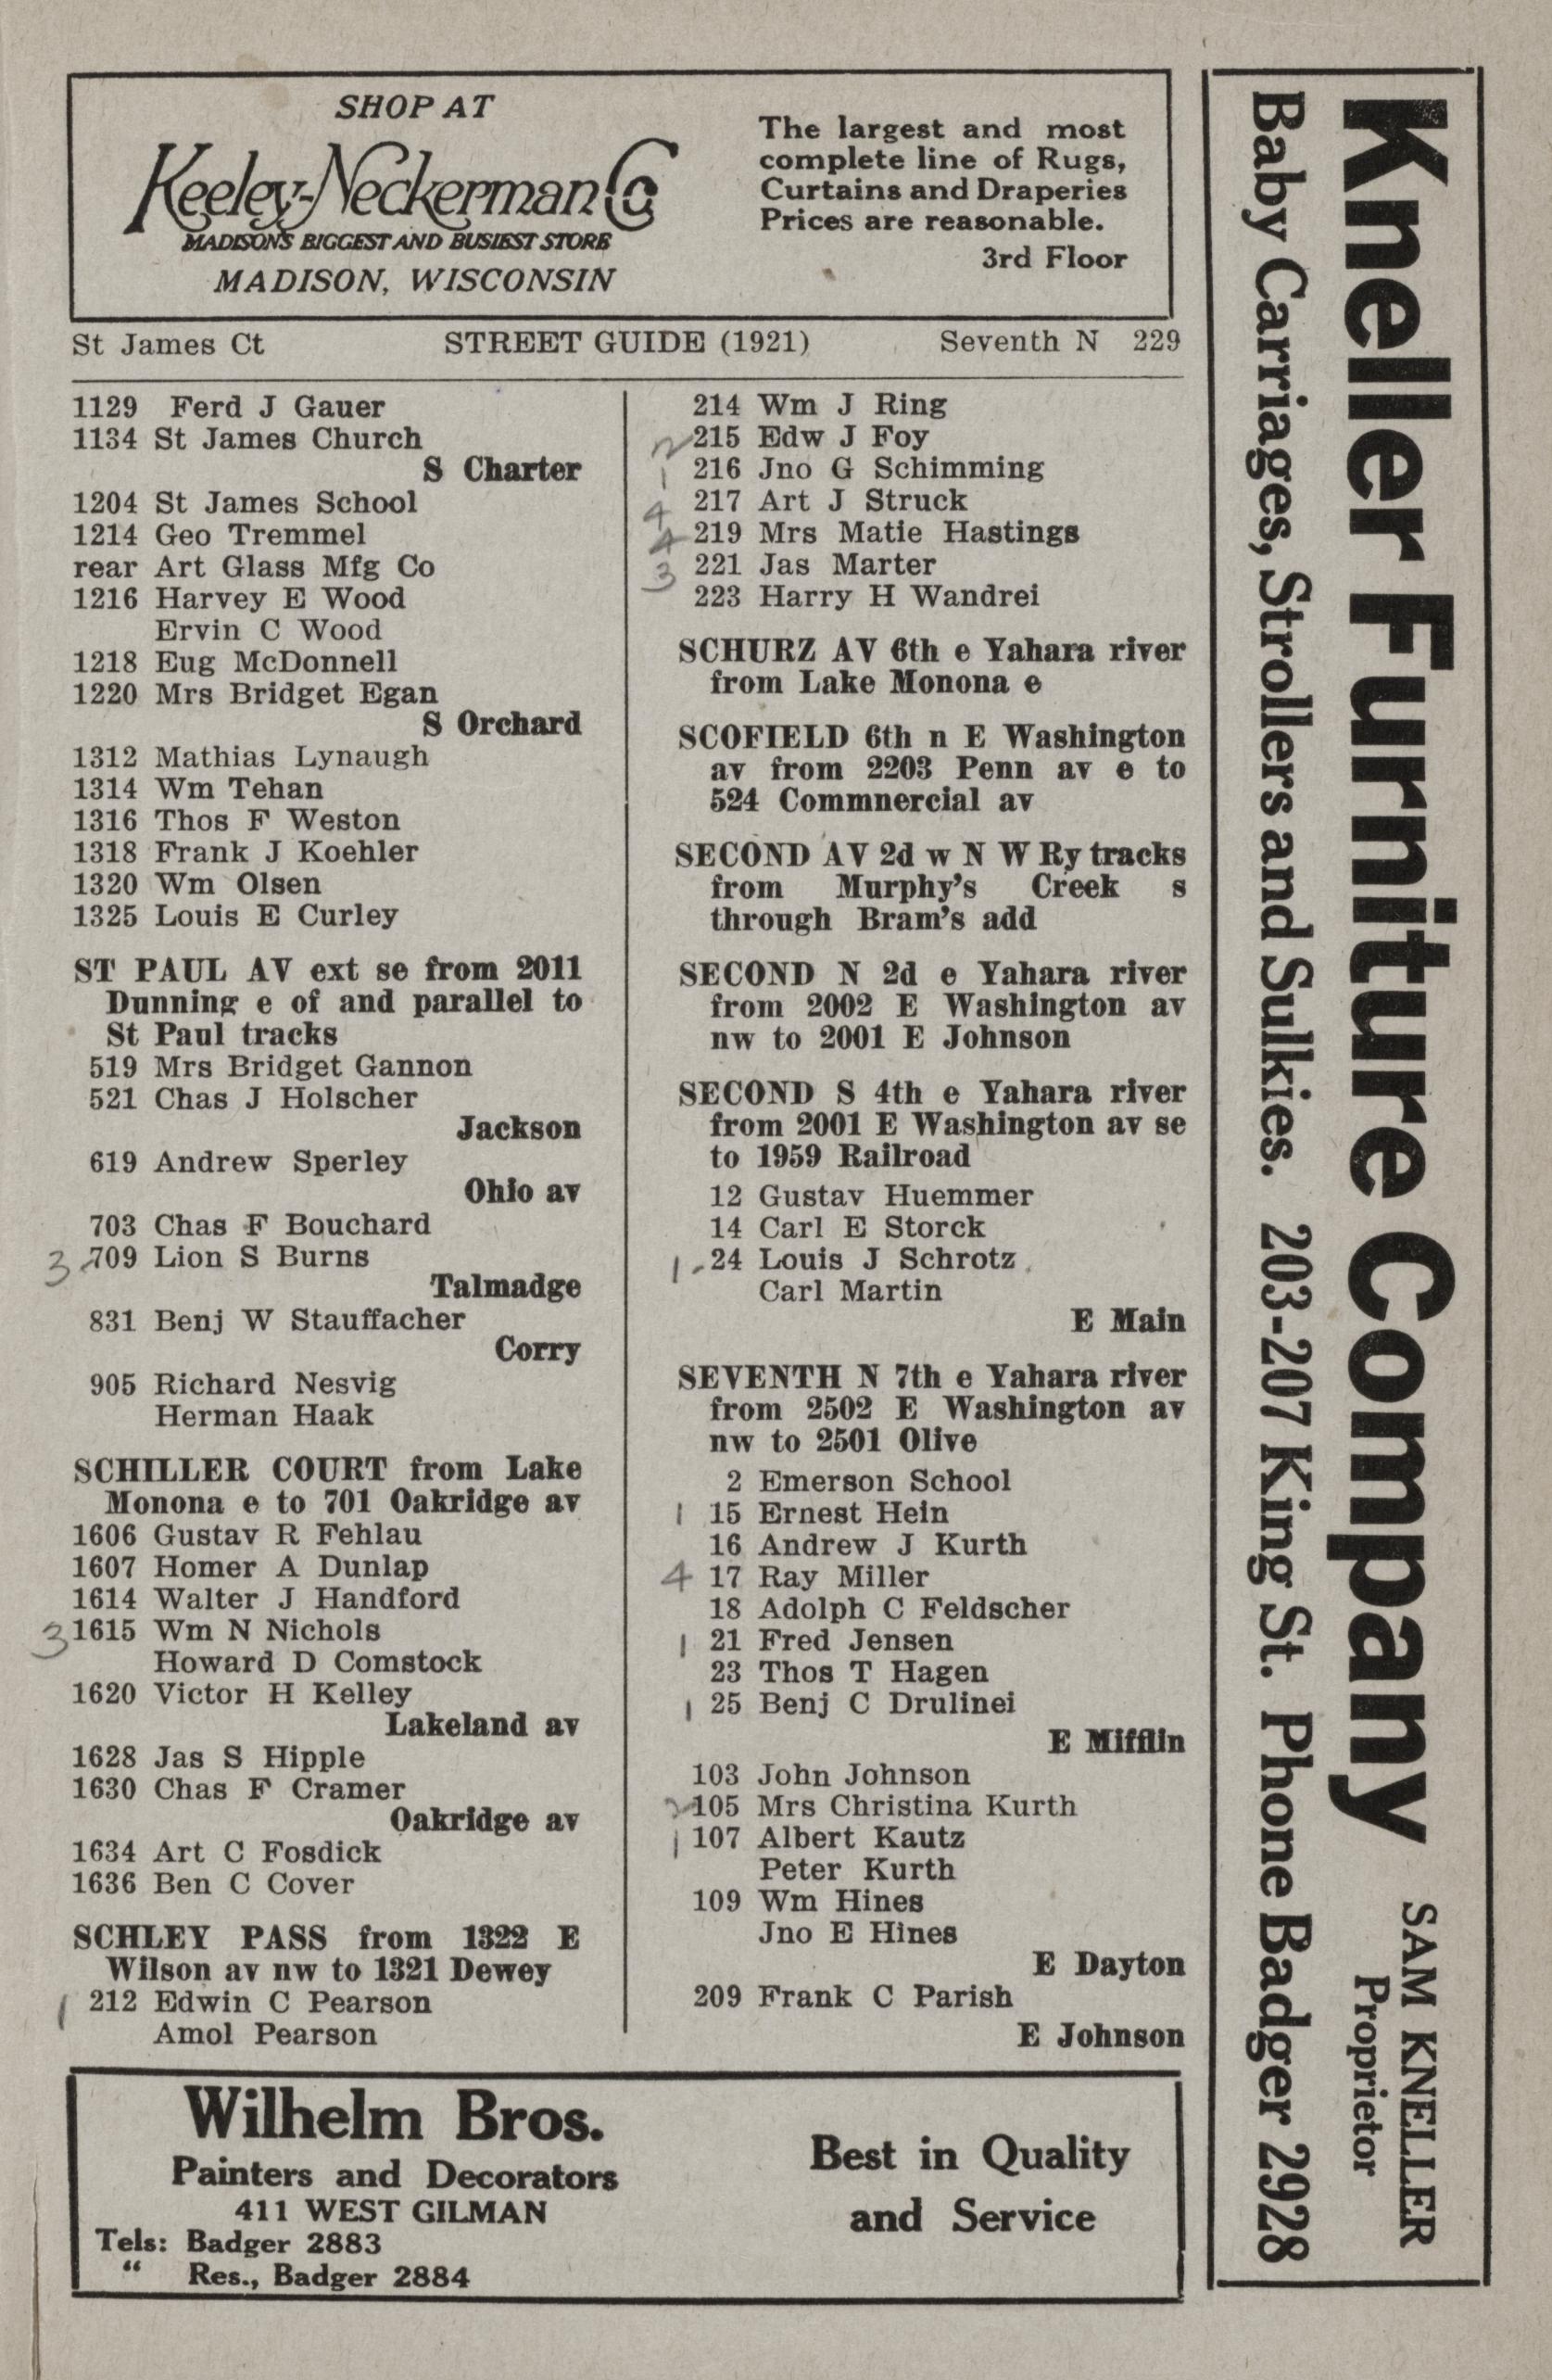 SHOP AT
Keeley-Neckerman Co
MADISON'S BIGGEST AND BUSIEST STORE
MADISON, WISCONSIN
The largest and most
complete line of Rugs,
Curtains and Draperies
Prices are reasonable.
3rd Floor
St James Ct STREET GUIDE (1921) Seventh N 229
1129 Ferd J Gauer
1134 St James Church
S Charter
1204 St James School
1214 Geo Tremmel
rear Art Glass Mfg Co
1216 Harvey E Wood
Ervin C Wood
1218 Eug McDonnell
1220 Mrs Bridget Egan
S Orchard
1312 Mathias Lynaugh
1314 Wm Tehan
1316 Thos F Weston
1318 Frank J Koehler
1320 Wm Olsen
1325 Louis E Curley
ST PAUL AV ext se from 2011
Dunning e of and parallel to
St Paul tracks
519 Mrs Bridget Gannon
521 Chas J Holscher
Jackson
619 Andrew Sperley
Ohio av
703 Chas F Bouchard
3 709 Lion S Burns
Talmadge
831 Benj W Stauffacher
Corry
905 Richard Nesvig
Herman Haak
SCHILLER COURT from Lake
Monona e to 701 Oakridge av
1606 Gustav R Fehlau
1607 Homer A Dunlap
1614 Walter J Handford
3 1615 Wm N Nichols
Howard D Comstock
1620 Victor H Kelley
Lakeland av
1628 Jas S Hipple
1630 Chas F Cramer
Oakridge av
1634 Art C Fosdick
1636 Ben C Cover
SCHLEY PASS from 1322 E
Wilson av nw to 1321 Dewey
1 212 Edwin C Pearson
Amol Pearson
214 Wm J Ring
2 215 Edw J Foy
1 216 Jno G Schimming
4 217 Art J Struck
4 219 Mrs Matie Hastings
3 221 Jas Marter
223 Harry H Wandrei
SCHURZ AV 6th e Yahara river
from Lake Monona e
SCOFIELD 6th n E Washington
av from 2203 Penn av e to
524 Commnercial av
SECOND AV 2d w N W Ry tracks
from Murphy's Creek s
through Bram's add
SECOND N 2d e Yahara river
from 2002 E Washington av
nw to 2001 E Johnson
SECOND S 4th e Yahara river
from 2001 E Washington av se
to 1959 Railroad
12 Gustav Huemmer
14 Carl E Storck
1 24 Louis J Schrotz
Carl Martin
E Main
SEVENTH N 7th e Yahara river
from 2502 E Washington av
nw to 2501 Olive
2 Emerson School
1 15 Ernest Hein
16 Andrew J Kurth
4 17 Ray Miller
18 Adolph C Feldscher
1 21 Fred Jensen
23 Thos T Hagen
1 25 Benj C Drulinei
E Mifflin
103 John Johnson
2 105 Mrs Christina Kurth
1 107 Albert Kautz
Peter Kurth
109 Wm Hines
Jno E Hines
E Dayton
209 Frank C Parish
E Johnson
Wilhelm Bros.
Painters and Decorators
411 WEST GILMAN
Tels: Badger 2883
" Res., Badger 2884
Best in Quality
and Service
Kneller Furniture Company
SAM KNELLER
Proprietor
Baby Carriages, Strollers and Sulkies. 203-207 King St. Phone Badger 2928